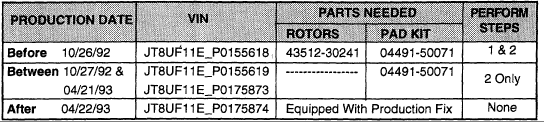 PRODUCTION DATE VIN PARTS NEEDED PERFORM STEPS
ROTORS PAD KIT
Before 10/26/92 JT8UF11E_P0155618 43512-30241 04491-50071 1 & 2
Between 10/27/92 & JT8UF11E_P0155619 ---------------- 04491-50071 2 Only
04/21/93 JT8UF11E_P0175873
After 04/22/93 JT8UF11E_P0175874 Equipped With Production Fix None